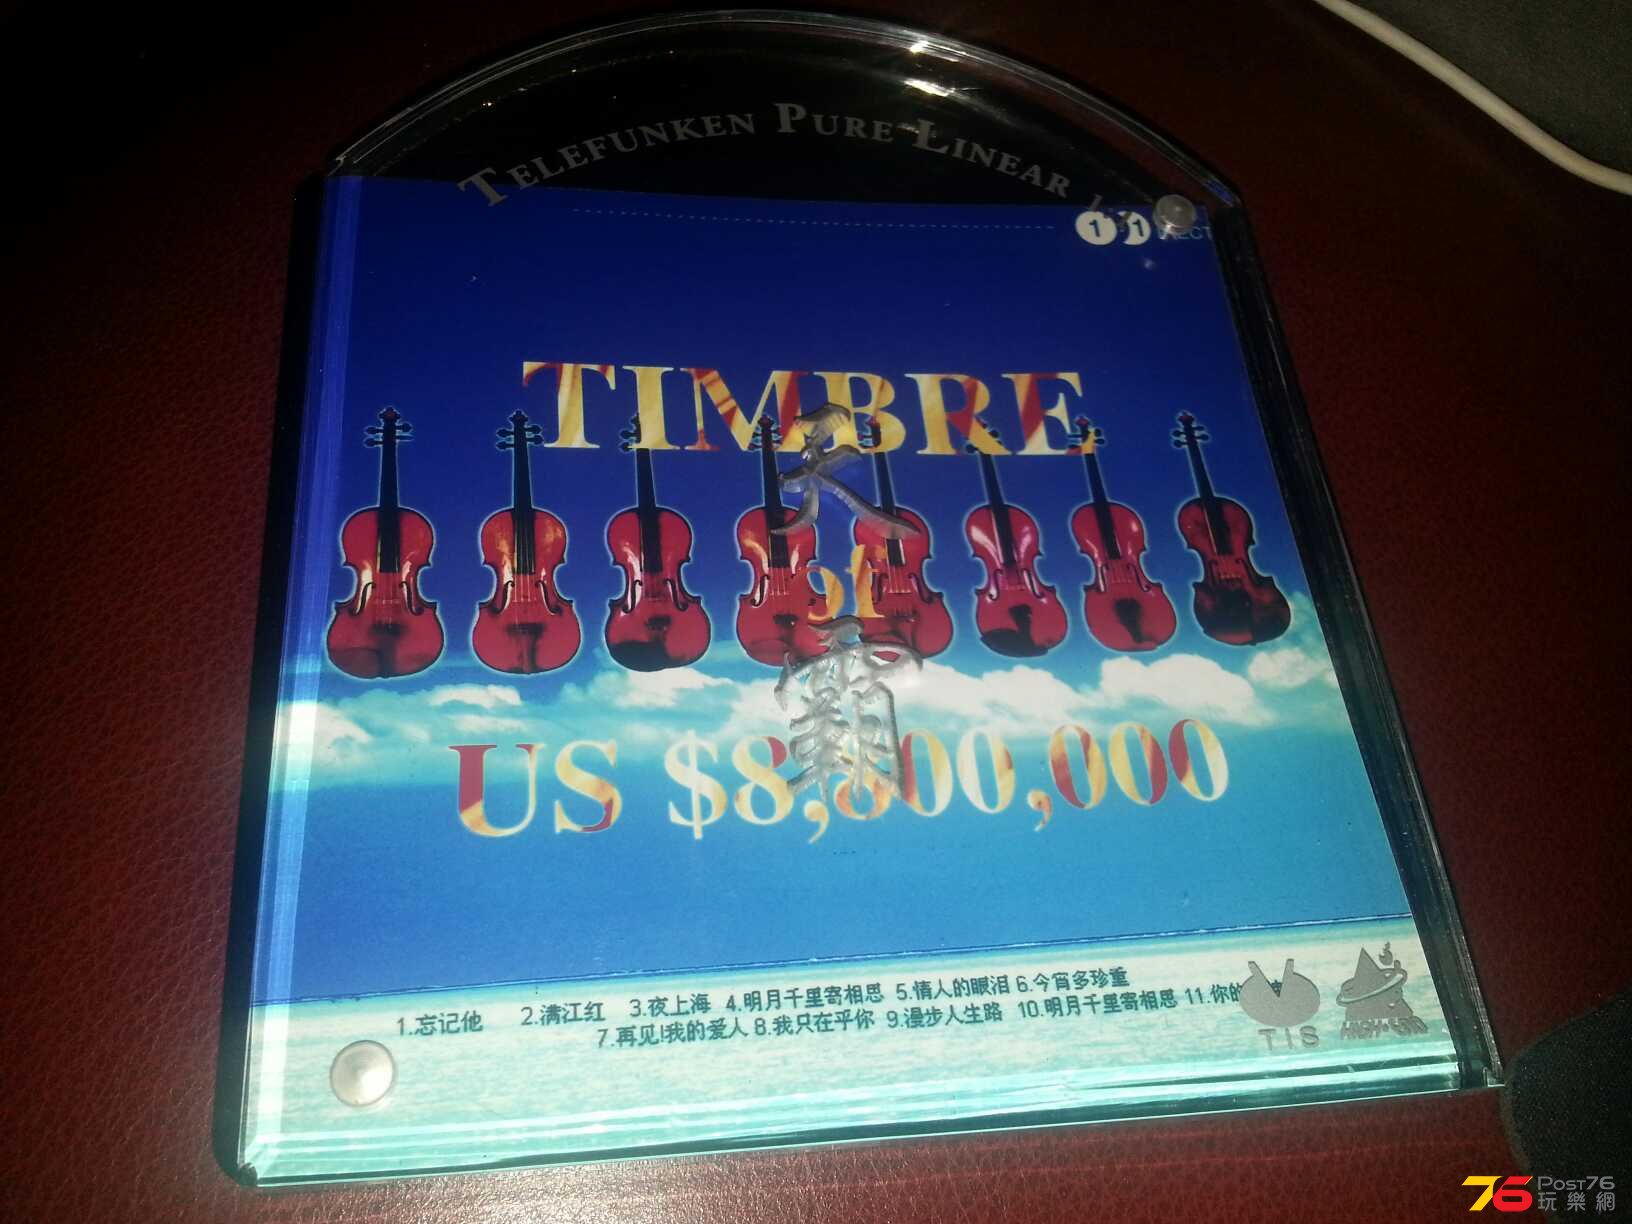 TELEFUNKEN PURE LINEAR
1:1
TIMBRE
天
of
霸
US $8,800,000
1.忘记他 2.满江红 3.夜上海 4.明月千里寄相思 5.情人的眼泪 6.今宵多珍重
7.再见!我的爱人 8.我只在乎你 9.漫步人生路 10.明月千里寄相思 11.你的
TIS
HIGH-END
76 POST76
玩樂網